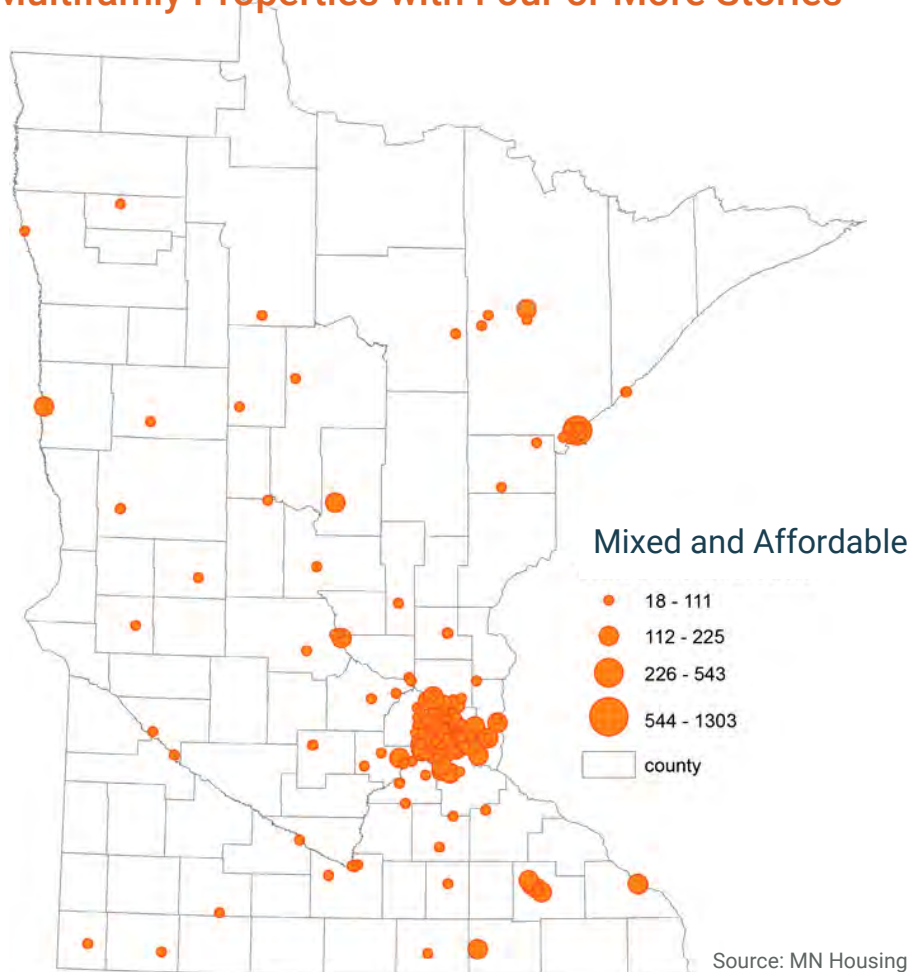 Multifamily Properties with Four or More Stories
Mixed and Affordable
18 - 111
112 - 225
226 - 543
544 - 1303
county
Source: MN Housing